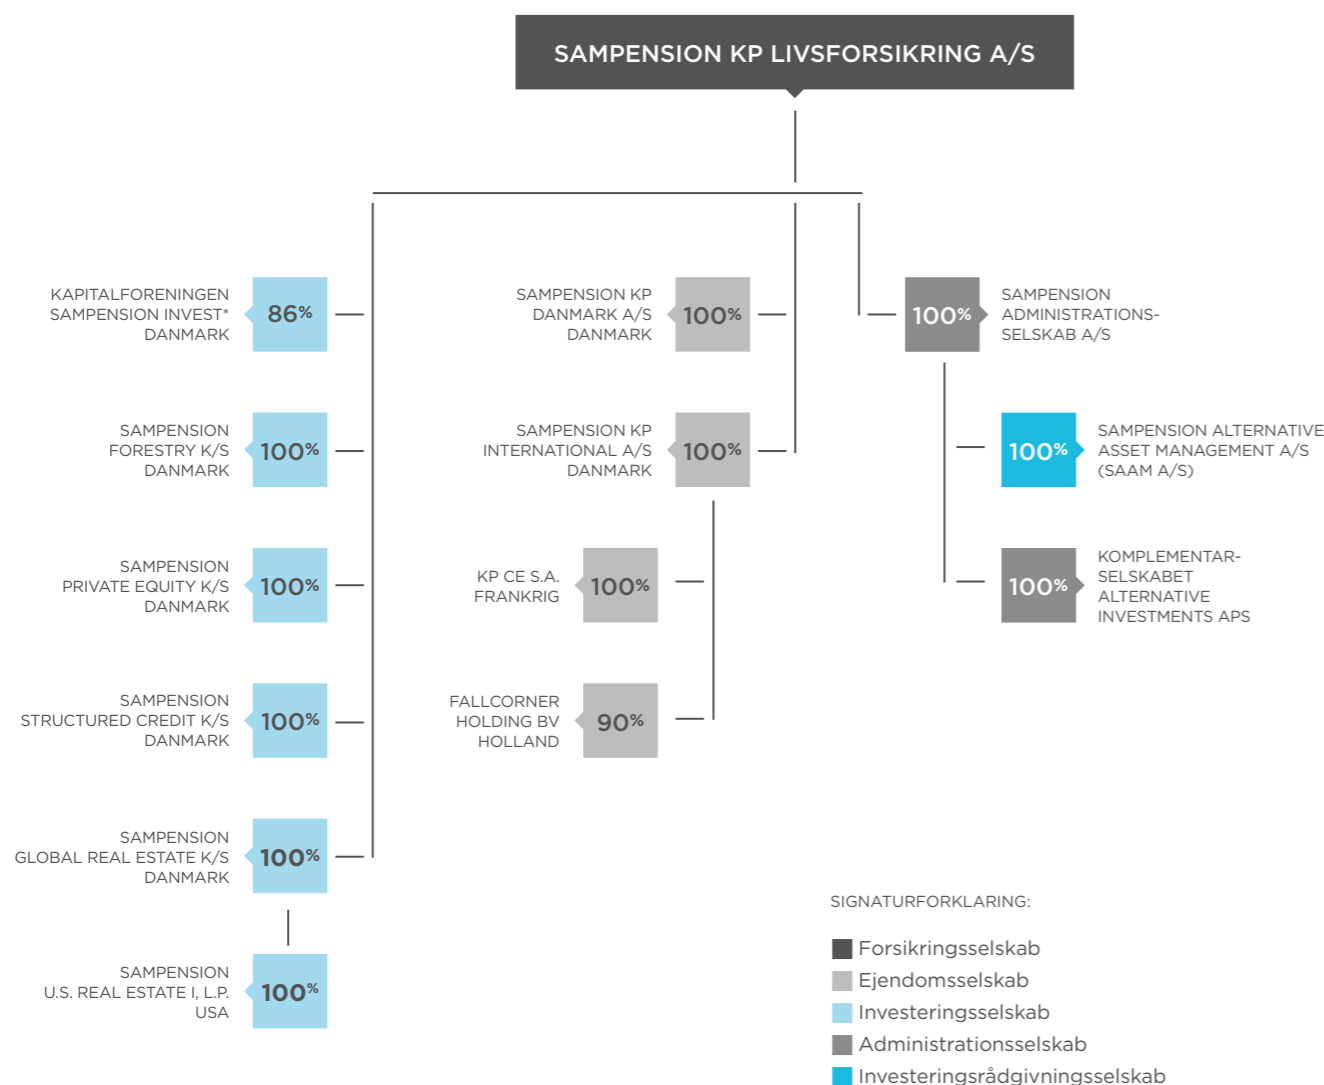 SAMPENSION KP LIVSFORSIKRING A/S
KAPITALFORENINGEN
SAMPENSION INVEST*
DANMARK
86%
SAMPENSION
FORESTRY K/S
DANMARK
100%
SAMPENSION
PRIVATE EQUITY K/S
DANMARK
100%
SAMPENSION
STRUCTURED CREDIT K/S
DANMARK
100%
SAMPENSION
GLOBAL REAL ESTATE K/S
DANMARK
100%
SAMPENSION
U.S. REAL ESTATE I, L.P.
USA
100%
SAMPENSION KP
DANMARK A/S
DANMARK
100%
SAMPENSION KP
INTERNATIONAL A/S
DANMARK
100%
KP CE S.A.
FRANKRIG
100%
FALLCORNER
HOLDING BV
HOLLAND
90%
100%
SAMPENSION
ADMINISTRATIONS-
SELSKAB A/S
100%
SAMPENSION ALTERNATIVE
ASSET MANAGEMENT A/S
(SAAM A/S)
100%
KOMPLEMENTAR-
SELSKABET
ALTERNATIVE
INVESTMENTS APS
SIGNATURFORKLARING:
Forsikringsselskab
Ejendomsselskab
Investeringsselskab
Administrationsselskab
Investeringsrådgivningsselskab